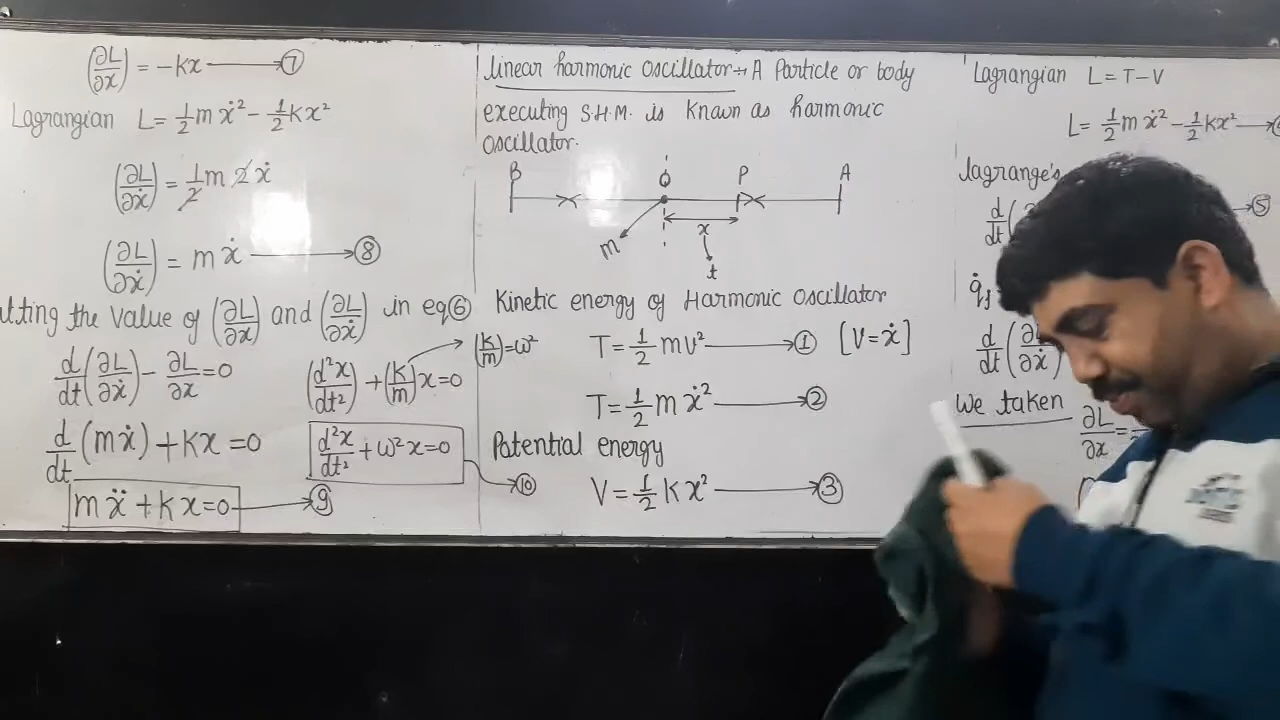 (∂L/∂x) = -kx ⟶ ⑦
Lagrangian L = 1/2 m ẋ² - 1/2 kx²
(∂L/∂ẋ) = 1/2 m 2 ẋ
(∂L/∂ẋ) = m ẋ ⟶ ⑧
the value of (∂L/∂x) and (∂L/∂ẋ) in eq⑥
d/dt (∂L/∂ẋ) - ∂L/∂x = 0
d/dt (mẋ) + kx = 0
m ẍ + kx = 0 ⟶ ⑨
(d²x/dt²) + (k/m) x = 0
(k/m) = ω²
d²x/dt² + ω²x = 0 ⟶ ⑩
linear harmonic oscillator → A Particle or body
executing S.H.M. is known as harmonic
oscillator.
B O P A
x
m t
Kinetic energy of Harmonic oscillator
T = 1/2 mv² ⟶ ① [V = ẋ]
T = 1/2 m ẋ² ⟶ ②
Potential energy
V = 1/2 k x² ⟶ ③
Lagrangian L = T - V
L = 1/2 m ẋ² - 1/2 kx²
lagrange's
d/dt (
⑤
d/dt (
We taken
∂L/∂x =